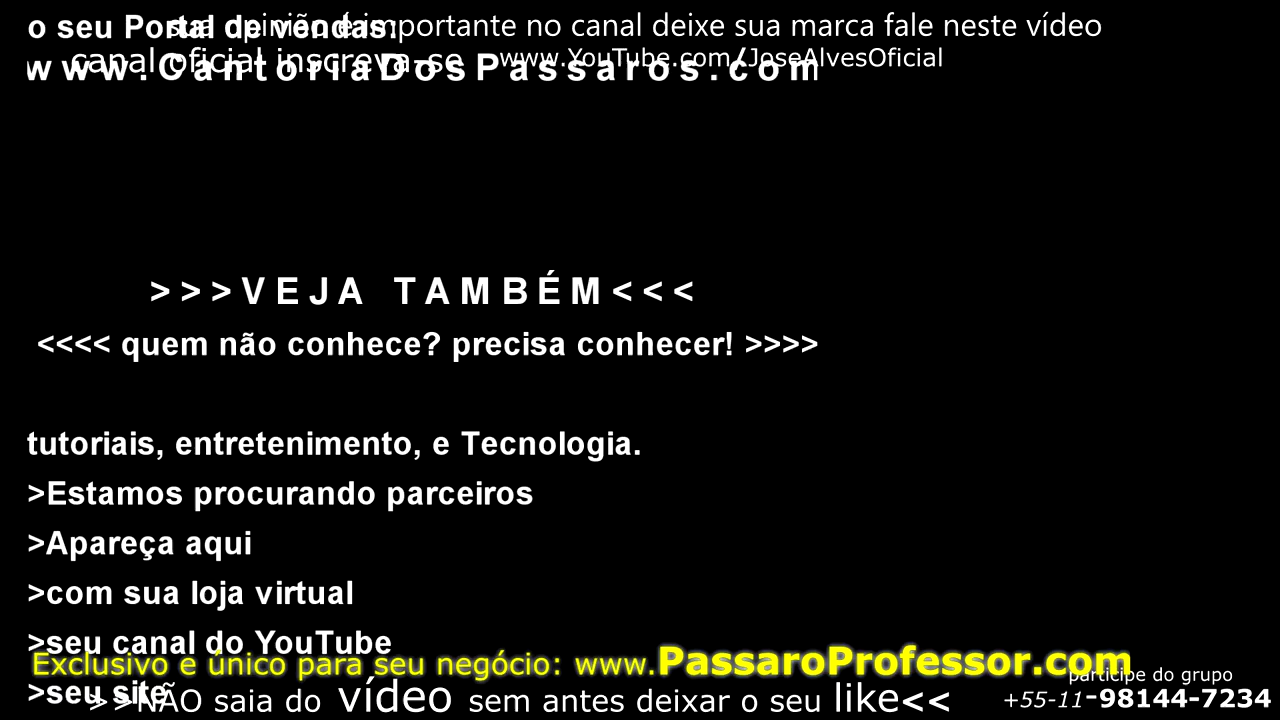 o seu Portal de vendas:
sua opinião é importante no canal deixe sua marca fale neste vídeo
canal oficial inscreva-se www.YouTube.com/JoseAlvesOficial
www.CantoriaDosPassaros.com
>>>VEJA TAMBÉM<<<
<<<< quem não conhece? precisa conhecer! >>>>
tutoriais, entretenimento, e Tecnologia.
>Estamos procurando parceiros
>Apareça aqui
>com sua loja virtual
>seu canal do YouTube
Exclusivo e único para seu negócio: www.PassaroProfessor.com
participe do grupo
>seu site
>>NÃO saia do vídeo sem antes deixar o seu like<<
+55-11-98144-7234